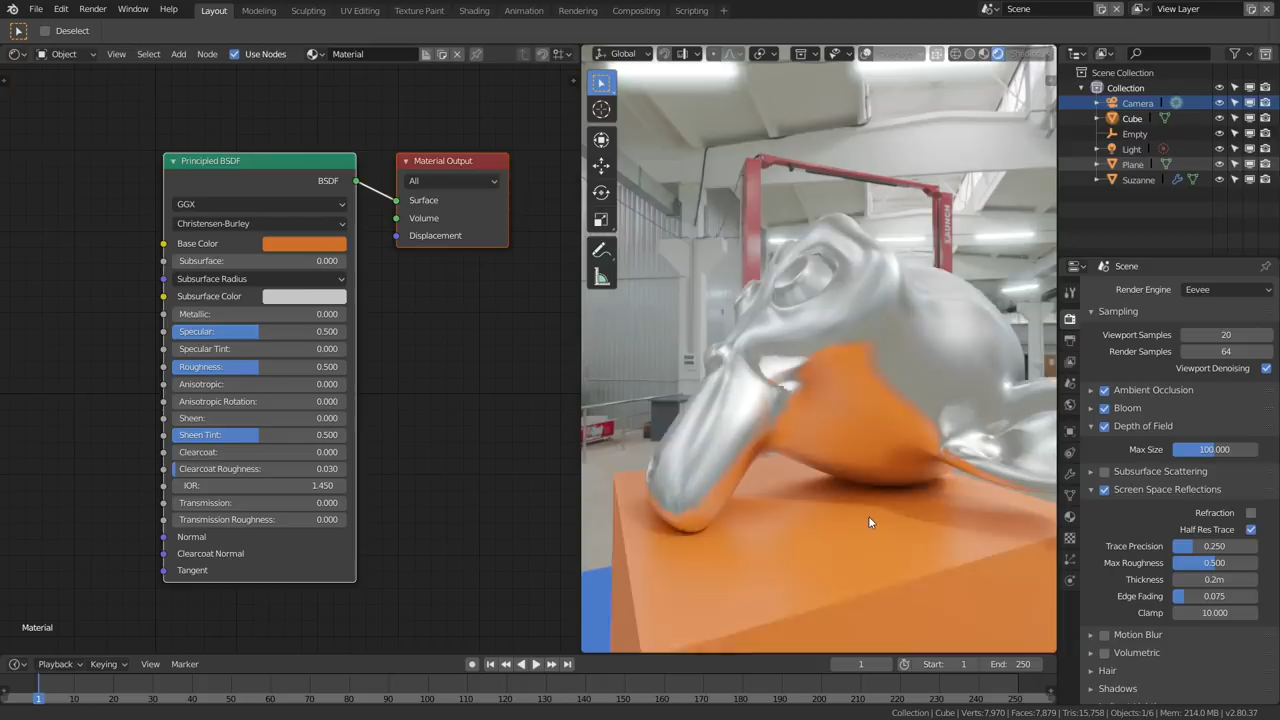 File Edit Render Window Help Layout Modeling Sculpting UV Editing Texture Paint Shading Animation Rendering Compositing Scripting + Scene View Layer
Deselect
Object View Select Add Node Use Nodes Material Global
Scene Collection
Collection
Camera
Cube
Empty
Light
Plane
Suzanne
Principled BSDF
BSDF
GGX
Christensen-Burley
Base Color
Subsurface: 0.000
Subsurface Radius
Subsurface Color
Metallic: 0.000
Specular: 0.500
Specular Tint: 0.000
Roughness: 0.500
Anisotropic: 0.000
Anisotropic Rotation: 0.000
Sheen: 0.000
Sheen Tint: 0.500
Clearcoat: 0.000
Clearcoat Roughness: 0.030
IOR: 1.450
Transmission: 0.000
Transmission Roughness: 0.000
Normal
Clearcoat Normal
Tangent
Material Output
All
Surface
Volume
Displacement
LAUNCH
Material
Scene
Render Engine Eevee
Sampling
Viewport Samples 20
Render Samples 64
Viewport Denoising
Ambient Occlusion
Bloom
Depth of Field
Max Size 100.000
Subsurface Scattering
Screen Space Reflections
Refraction
Half Res Trace
Trace Precision 0.250
Max Roughness 0.500
Thickness 0.2m
Edge Fading 0.075
Clamp 10.000
Motion Blur
Volumetric
Hair
Shadows
Playback Keying View Marker 1 Start: 1 End: 250
1 10 20 30 40 50 60 70 80 90 100 110 120 130 140 150 160 170 180 190 200 210 220 230 240 250
Collection | Cube | Verts:7,970 | Faces:7,879 | Tris:15,758 | Objects:1/6 | Mem: 214.0 MB | v2.80.37